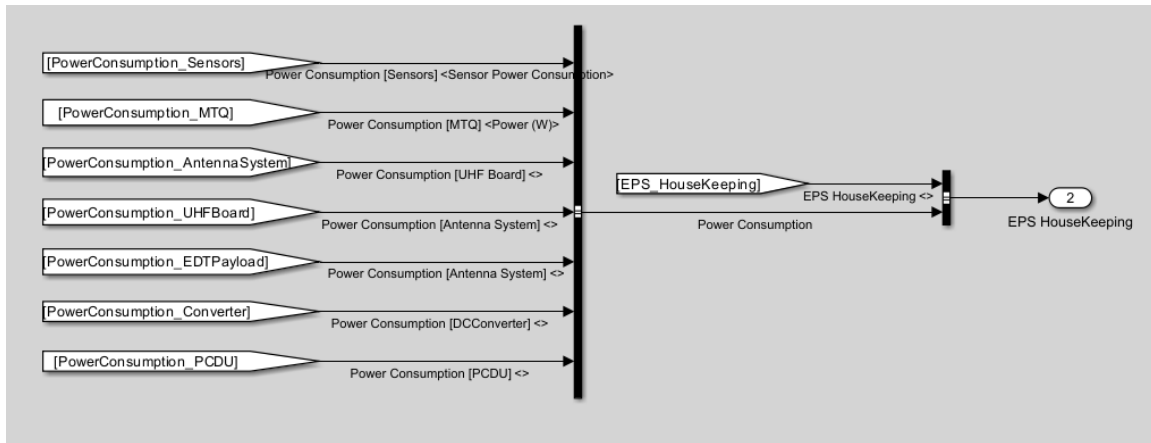 [PowerConsumption_Sensors]
Power Consumption [Sensors] <Sensor Power Consumption>
[PowerConsumption_MTQ]
Power Consumption [MTQ] <Power (W)>
[PowerConsumption_AntennaSystem]
Power Consumption [UHF Board] <>
[PowerConsumption_UHFBoard]
Power Consumption [Antenna System] <>
[PowerConsumption_EDTPayload]
Power Consumption [Antenna System] <>
[PowerConsumption_Converter]
Power Consumption [DCConverter] <>
[PowerConsumption_PCDU]
Power Consumption [PCDU] <>
[EPS_HouseKeeping]
EPS HouseKeeping <>
Power Consumption
2
EPS HouseKeeping